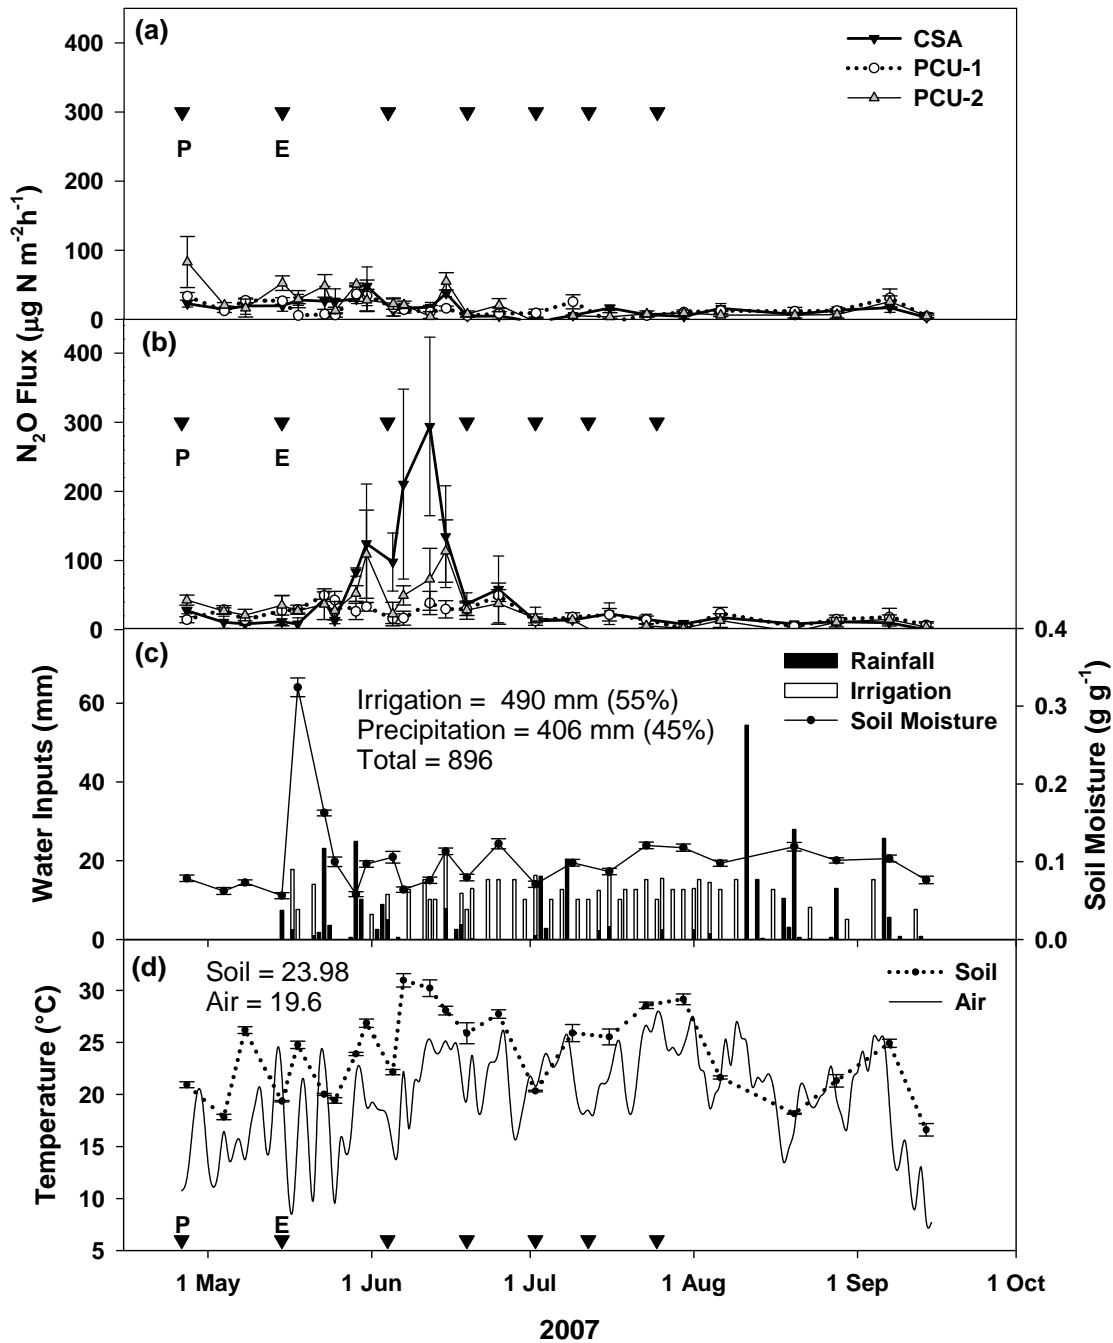 (a)
CSA
PCU-1
PCU-2
400
300
200
100
0
P
E
N₂O Flux (µg N m⁻²h⁻¹)
(b)
400
300
200
100
0
P
E
(c)
Rainfall
Irrigation
Soil Moisture
Irrigation = 490 mm (55%)
Precipitation = 406 mm (45%)
Total = 896
Water Inputs (mm)
60
40
20
0
Soil Moisture (g g⁻¹)
0.4
0.3
0.2
0.1
0.0
(d)
Soil = 23.98
Air = 19.6
Soil
Air
Temperature (°C)
30
25
20
15
10
5
P
E
1 May
1 Jun
1 Jul
1 Aug
1 Sep
1 Oct
2007